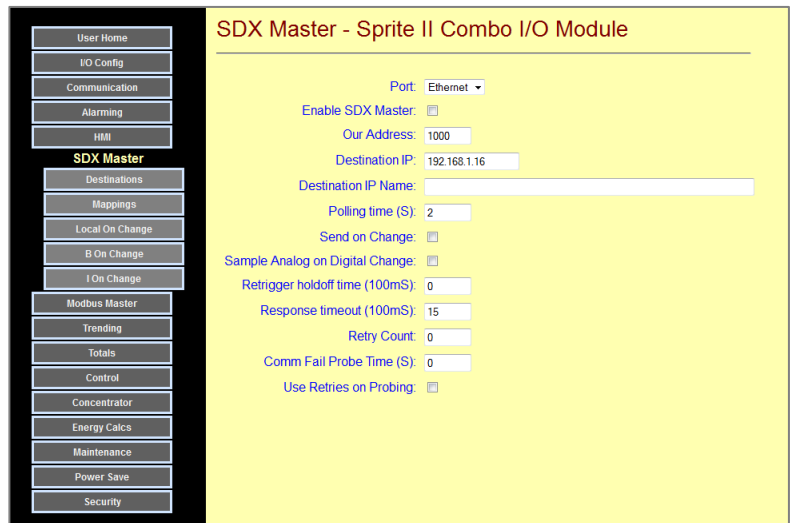 User Home
I/O Config
Communication
Alarming
HMI
SDX Master
Destinations
Mappings
Local On Change
B On Change
I On Change
Modbus Master
Trending
Totals
Control
Concentrator
Energy Calcs
Maintenance
Power Save
Security
SDX Master - Sprite II Combo I/O Module
Port: Ethernet
Enable SDX Master:
Our Address: 1000
Destination IP: 192.168.1.16
Destination IP Name:
Polling time (S): 2
Send on Change:
Sample Analog on Digital Change:
Retrigger holdoff time (100mS): 0
Response timeout (100mS): 15
Retry Count: 0
Comm Fail Probe Time (S): 0
Use Retries on Probing: